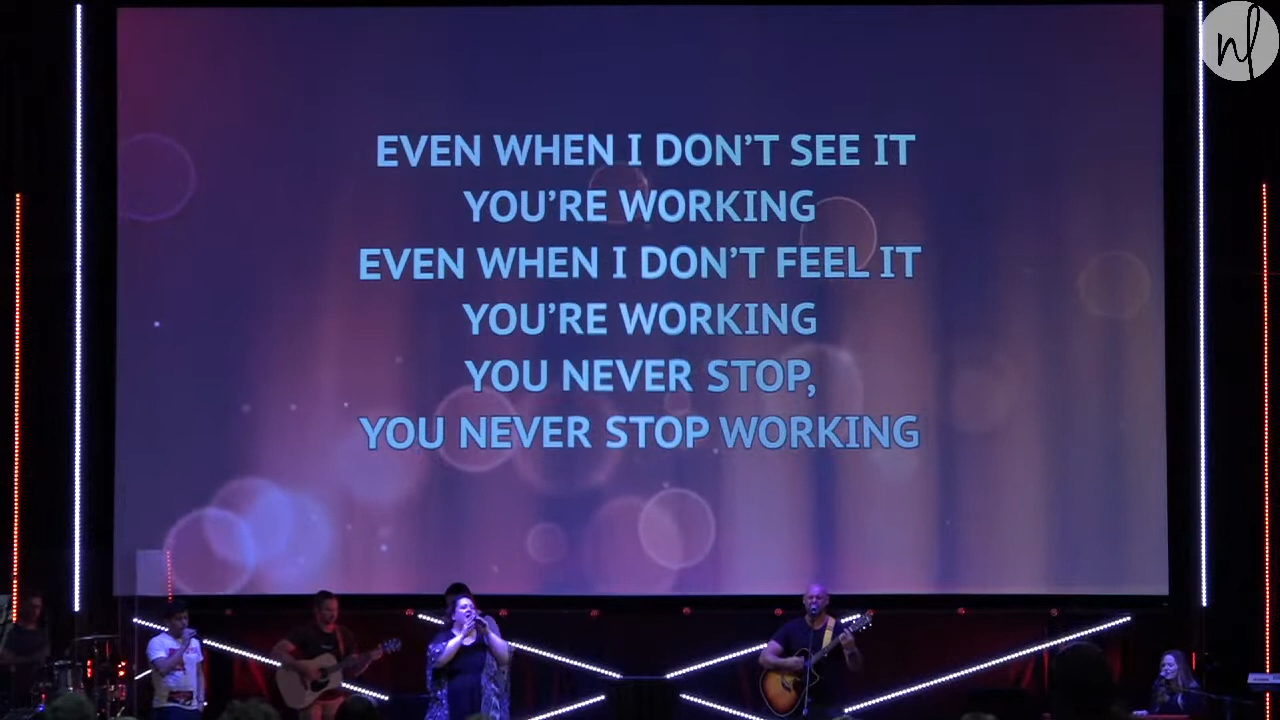 nl
EVEN WHEN I DON'T SEE IT
YOU'RE WORKING
EVEN WHEN I DON'T FEEL IT
YOU'RE WORKING
YOU NEVER STOP,
YOU NEVER STOP WORKING